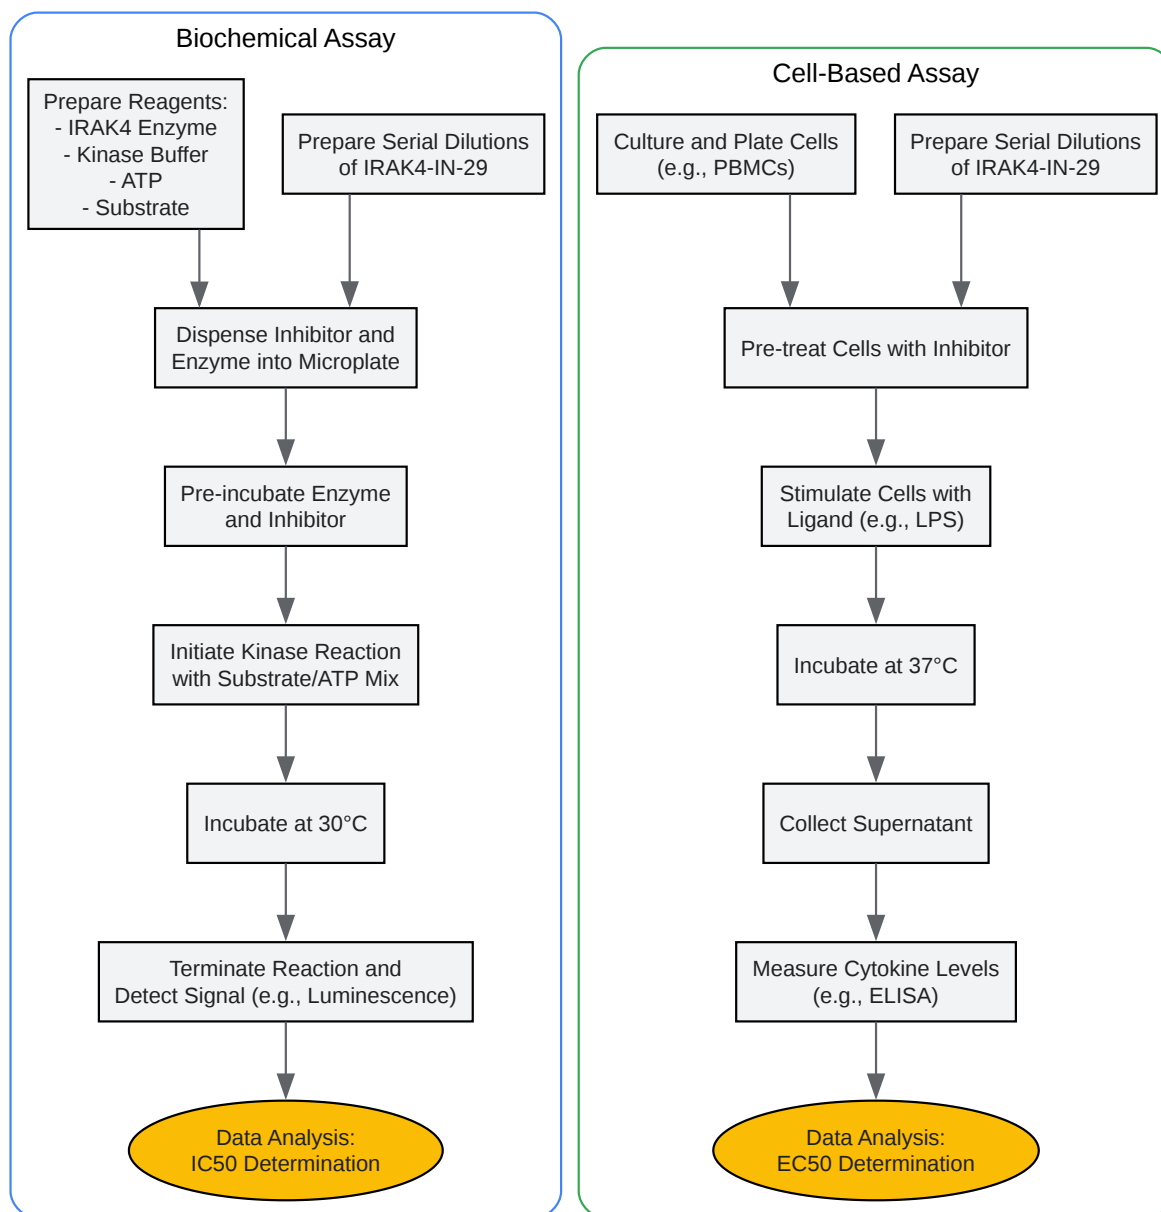 Biochemical Assay
Prepare Reagents:
- IRAK4 Enzyme
- Kinase Buffer
- ATP
- Substrate
Prepare Serial Dilutions
of IRAK4-IN-29
Dispense Inhibitor and
Enzyme into Microplate
Pre-incubate Enzyme
and Inhibitor
Initiate Kinase Reaction
with Substrate/ATP Mix
Incubate at 30°C
Terminate Reaction and
Detect Signal (e.g., Luminescence)
Data Analysis:
IC50 Determination
Cell-Based Assay
Culture and Plate Cells
(e.g., PBMCs)
Prepare Serial Dilutions
of IRAK4-IN-29
Pre-treat Cells with Inhibitor
Stimulate Cells with
Ligand (e.g., LPS)
Incubate at 37°C
Collect Supernatant
Measure Cytokine Levels
(e.g., ELISA)
Data Analysis:
EC50 Determination